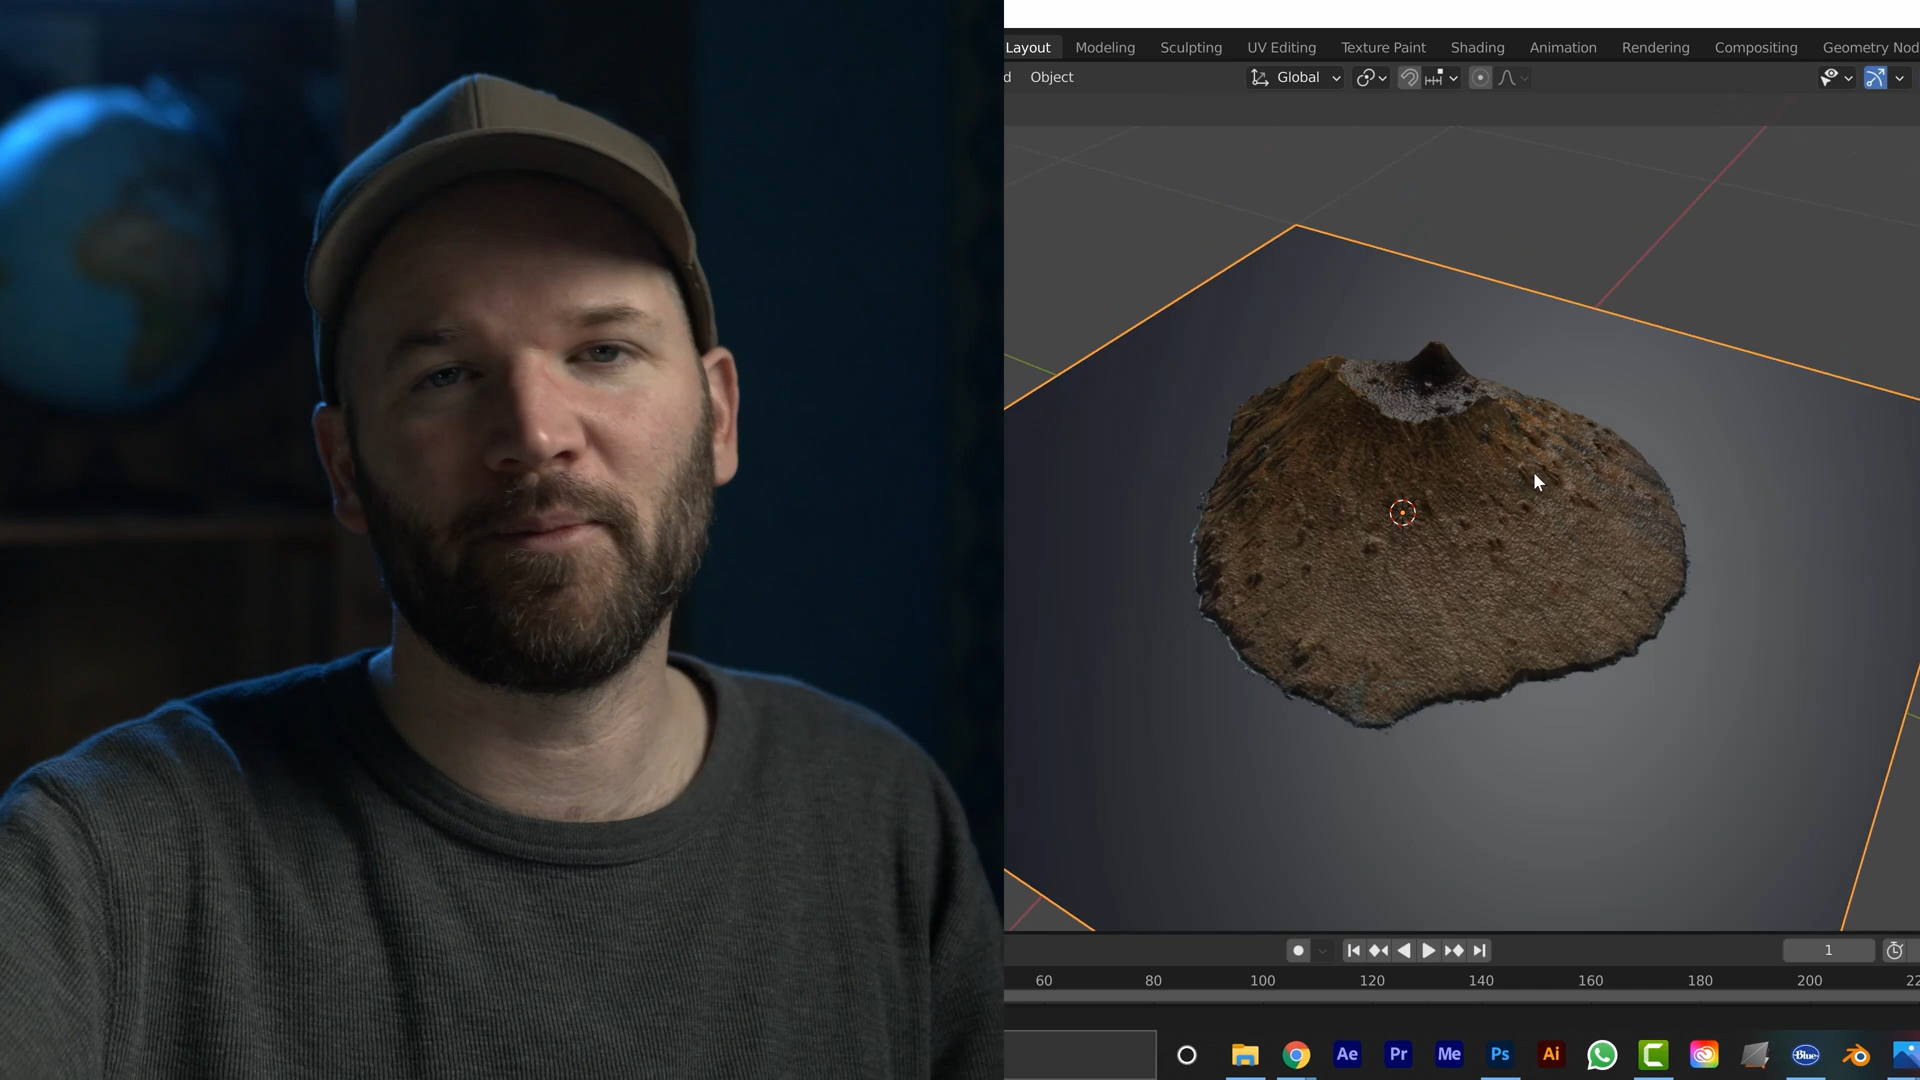 Layout Modeling Sculpting UV Editing Texture Paint Shading Animation Rendering Compositing Geometry Nod
d Object Global
1
60 80 100 120 140 160 180 200 22
Ae Pr Me Ps Ai Blue